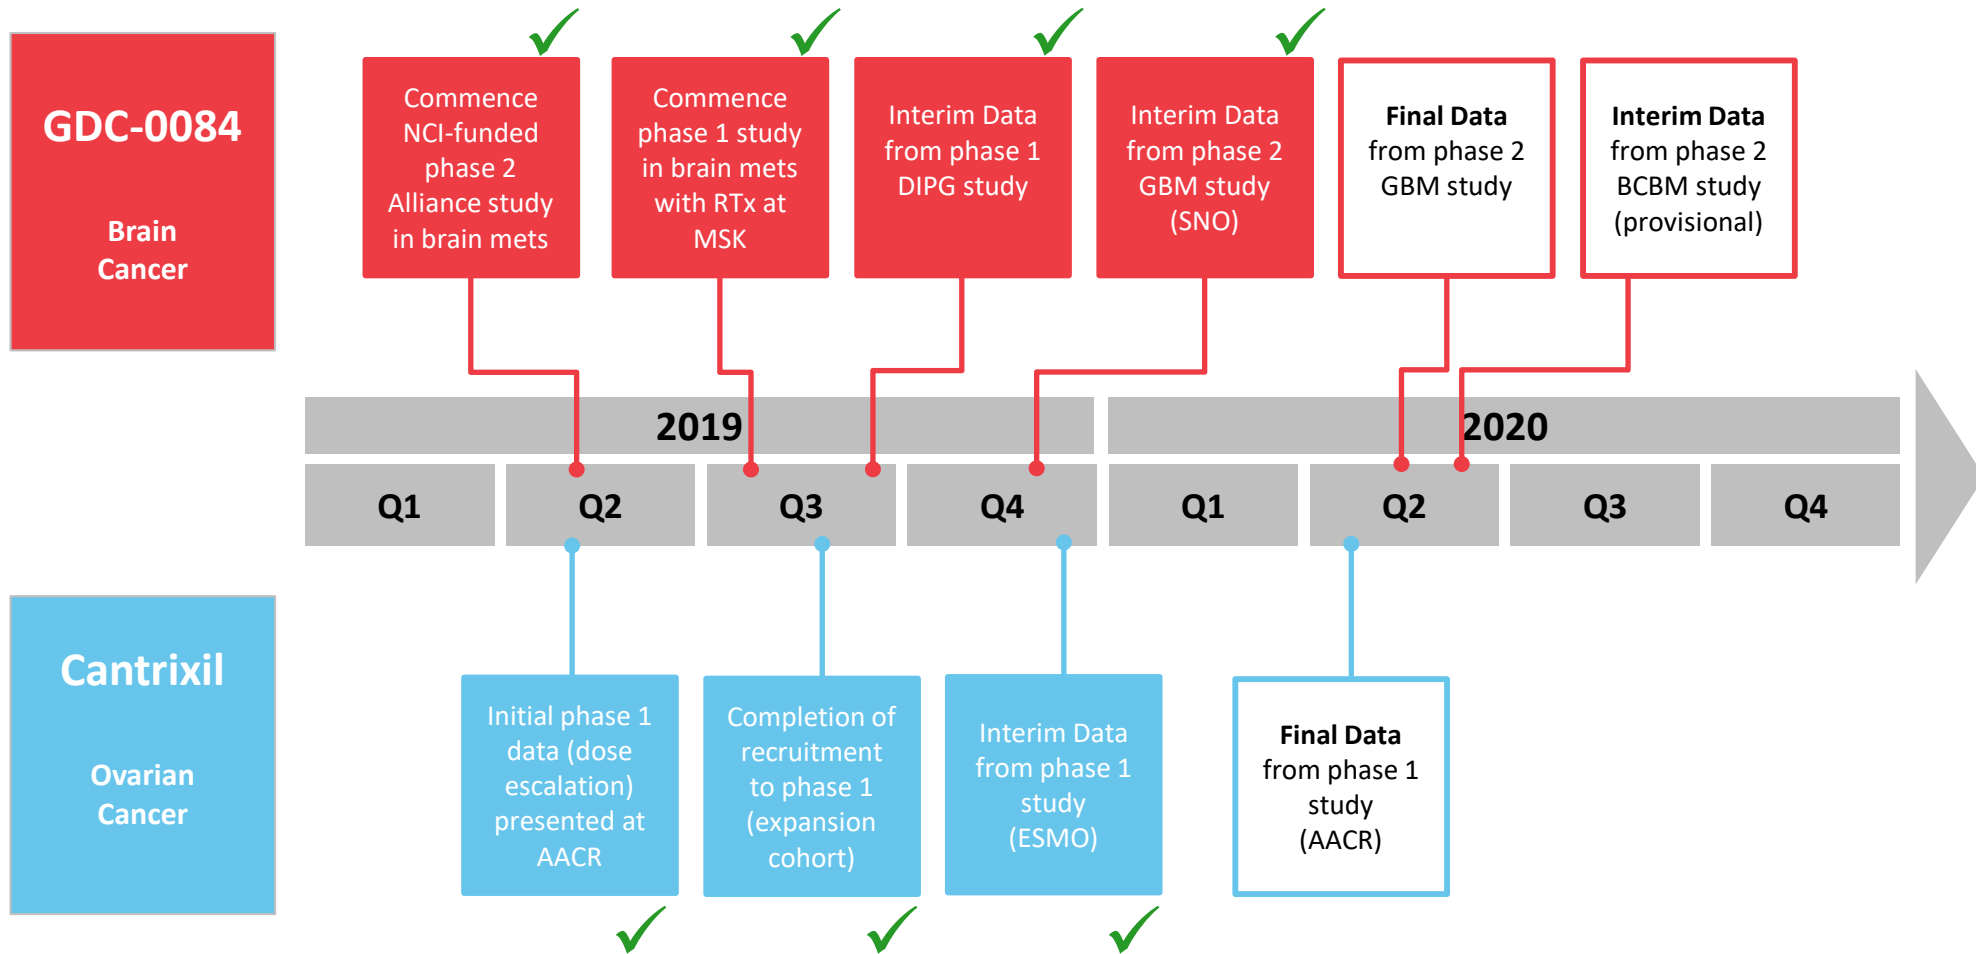 GDC-0084
Brain
Cancer
Commence
NCI-funded
phase 2
Alliance study
in brain mets
Commence
phase 1 study
in brain mets
with RTx at
MSK
Interim Data
from phase 1
DIPG study
Interim Data
from phase 2
GBM study
(SNO)
Final Data
from phase 2
GBM study
Interim Data
from phase 2
BCBM study
(provisional)
2019
2020
Q1
Q2
Q3
Q4
Q1
Q2
Q3
Q4
Cantrixil
Ovarian
Cancer
Initial phase 1
data (dose
escalation)
presented at
AACR
Completion of
recruitment
to phase 1
(expansion
cohort)
Interim Data
from phase 1
study
(ESMO)
Final Data
from phase 1
study
(AACR)